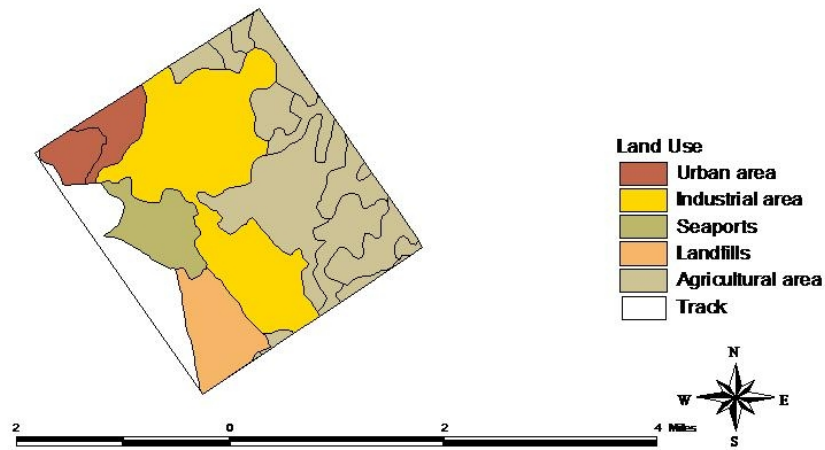 Land Use
Urban area
Industrial area
Seaports
Landfills
Agricultural area
Track
N
W E
S
2 0 2 4 Miles